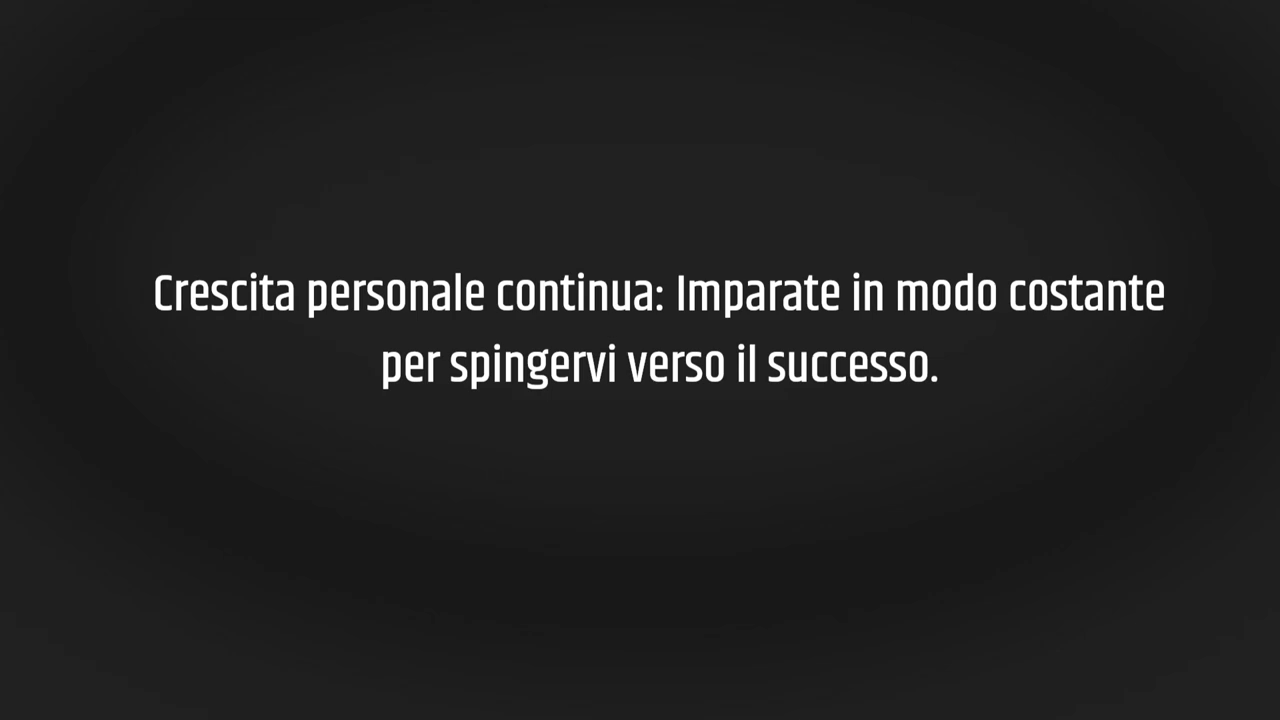 Crescita personale continua: Imparate in modo costante
per spingervi verso il successo.